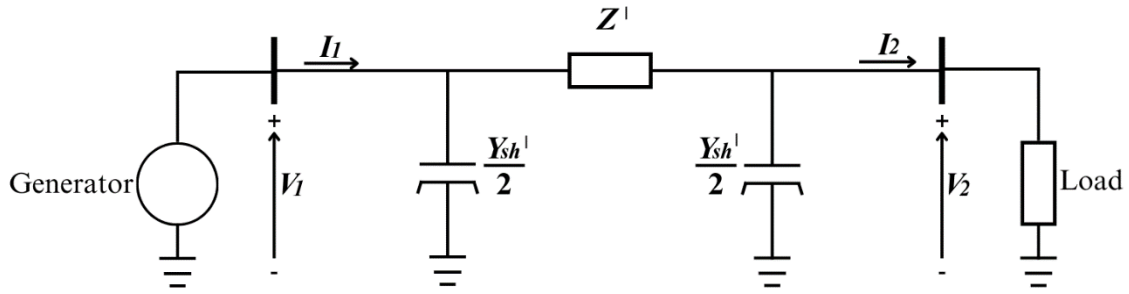 Z'
I1
I2
+
+
Generator
V1
Ysh'
2
Ysh'
2
V2
Load
-
-